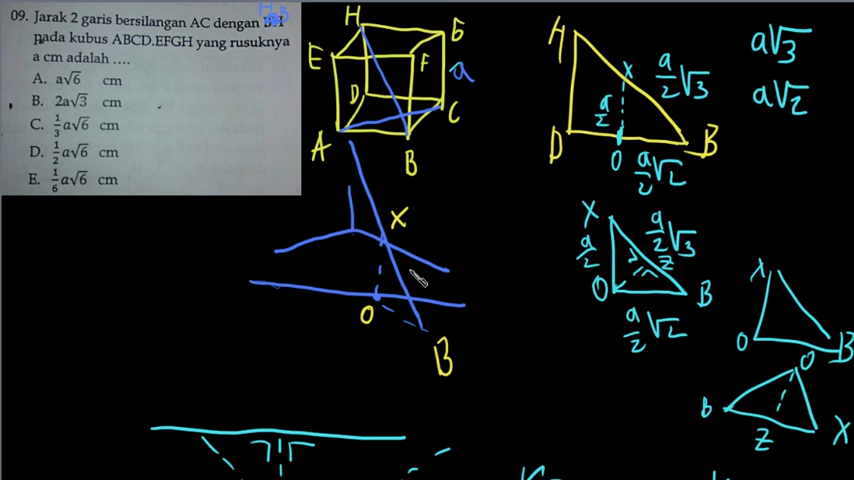 09. Jarak 2 garis bersilangan AC dengan
pada kubus ABCD.EFGH yang rusuknya
a cm adalah ....
A. a√6 cm
B. 2a√3 cm
C. 1/3 a√6 cm
D. 1/2 a√6 cm
E. 1/6 a√6 cm
H
G
E
F
a
D
C
A
B
X
O
B
H
X
a/2 √3
a/2
D
O
B
a/2 √2
a√3
a√2
X
a/2
a/2 √3
Z
O
B
a/2 √2
X
O
B
O
B
Z
X